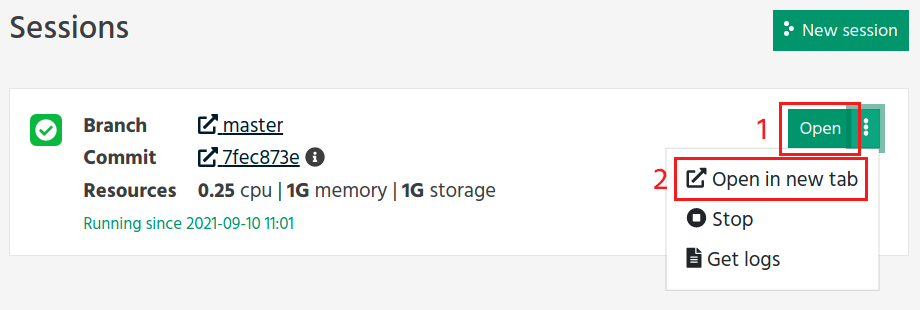 Sessions
New session
Branch master
1 Open
Commit 7fec873e
Resources 0.25 cpu | 1G memory | 1G storage
2 Open in new tab
Running since 2021-09-10 11:01
Stop
Get logs